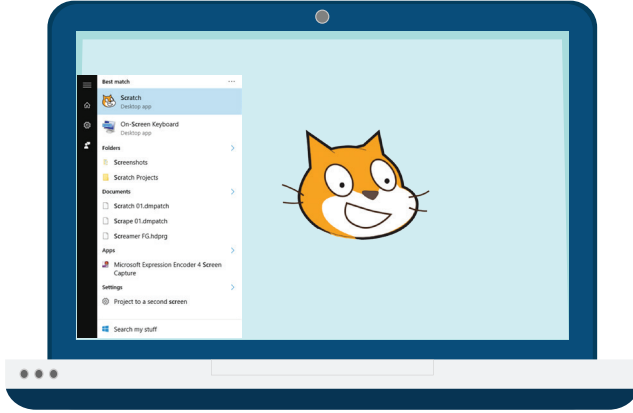 Best match
Scratch
Desktop app
On-Screen Keyboard
Desktop app
Folders
Screenshots
Scratch Projects
Documents
Scratch 01.dmpatch
Scrape 01.dmpatch
Screamer FG.hdprg
Apps
Microsoft Expression Encoder 4 Screen
Capture
Settings
Project to a second screen
Search my stuff